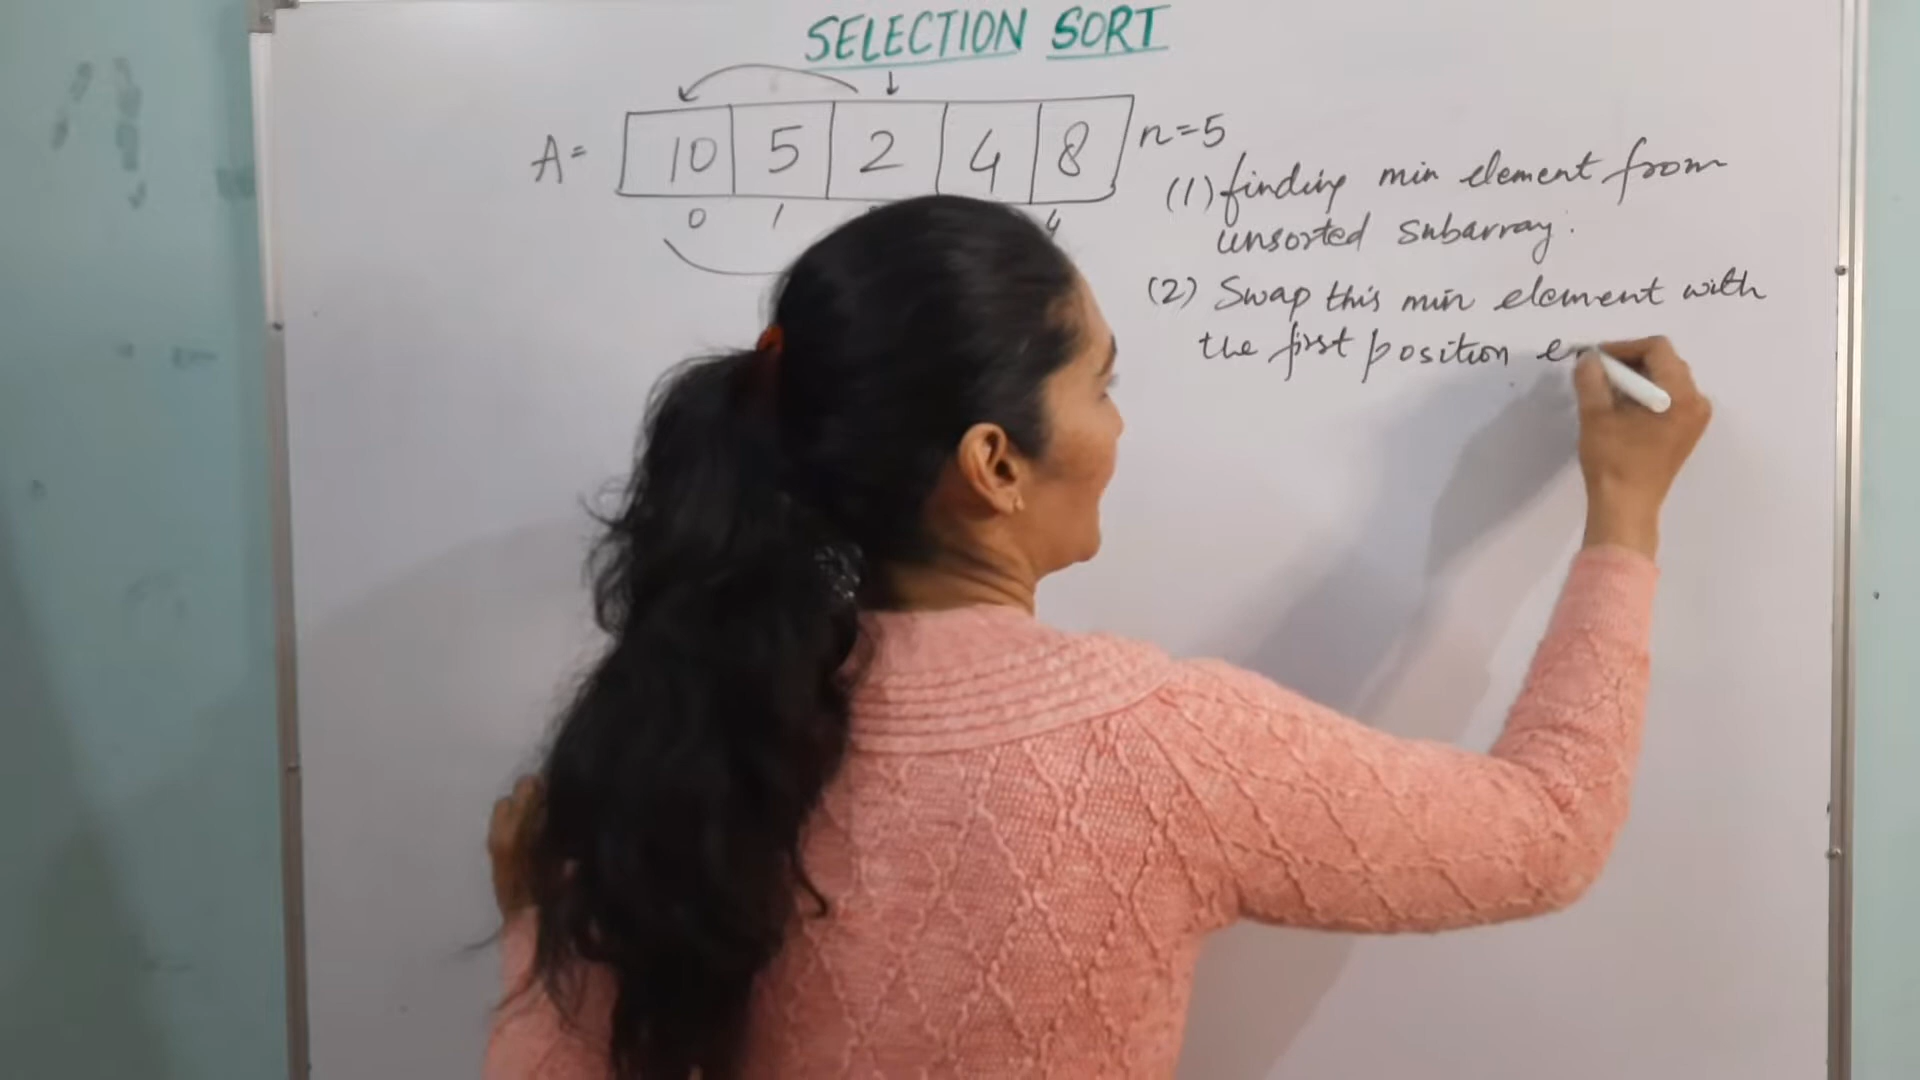 SELECTION SORT
A= 10 5 2 4 8 n=5
0 1 4
(1) finding min element from
unsorted subarray.
(2) Swap this min element with
the first position e